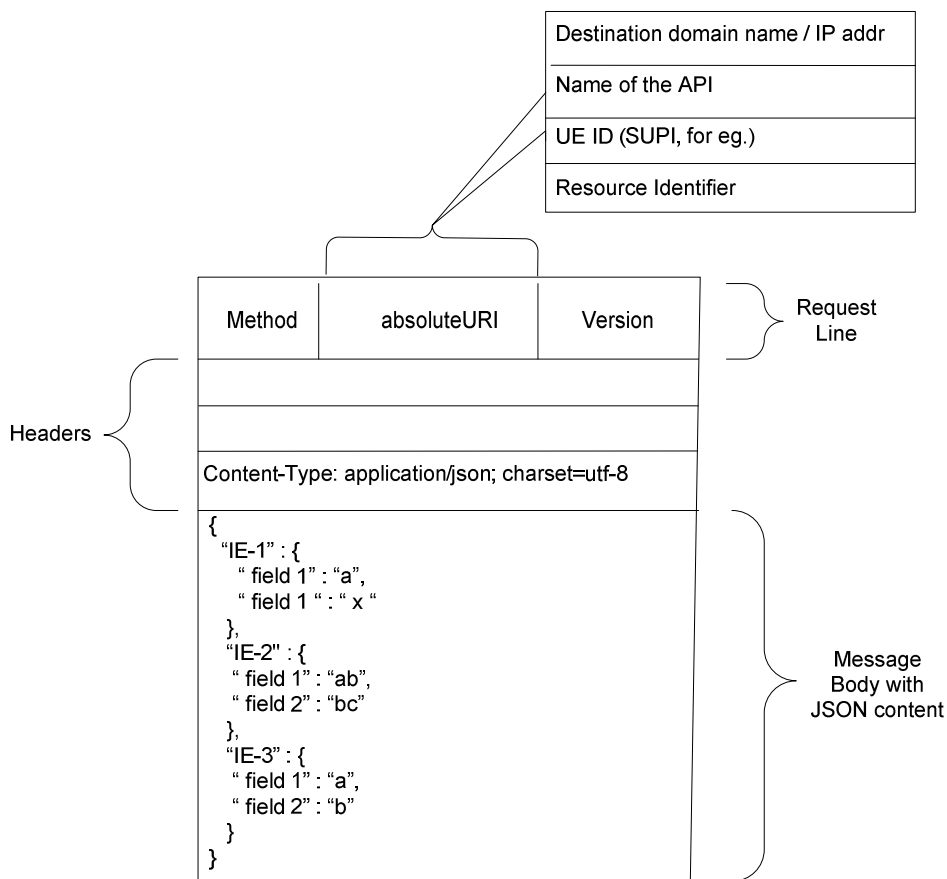 Destination domain name / IP addr
Name of the API
UE ID (SUPI, for eg.)
Resource Identifier
Method
absoluteURI
Version
Request
Line
Headers
Content-Type: application/json; charset=utf-8
{
“IE-1” : {
“ field 1” : “a”,
“ field 1 “ : “ x “
},
“IE-2" : {
“ field 1” : “ab”,
“ field 2” : “bc”
},
“IE-3” : {
“ field 1” : “a”,
“ field 2” : “b”
}
}
Message
Body with
JSON content